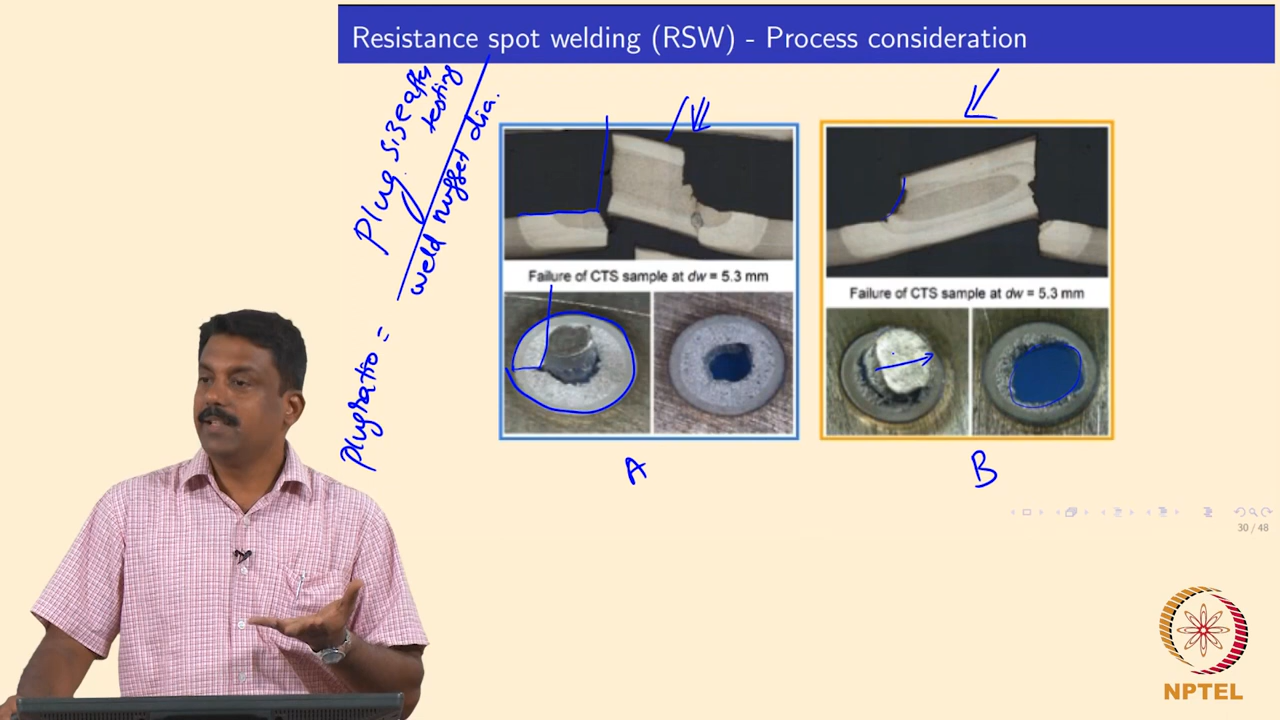 Resistance spot welding (RSW) - Process consideration
Plug ratio =
Plug size after
testing
weld nugget dia.
Failure of CTS sample at dw = 5.3 mm
Failure of CTS sample at dw = 5.3 mm
A
B
30 / 48
NPTEL